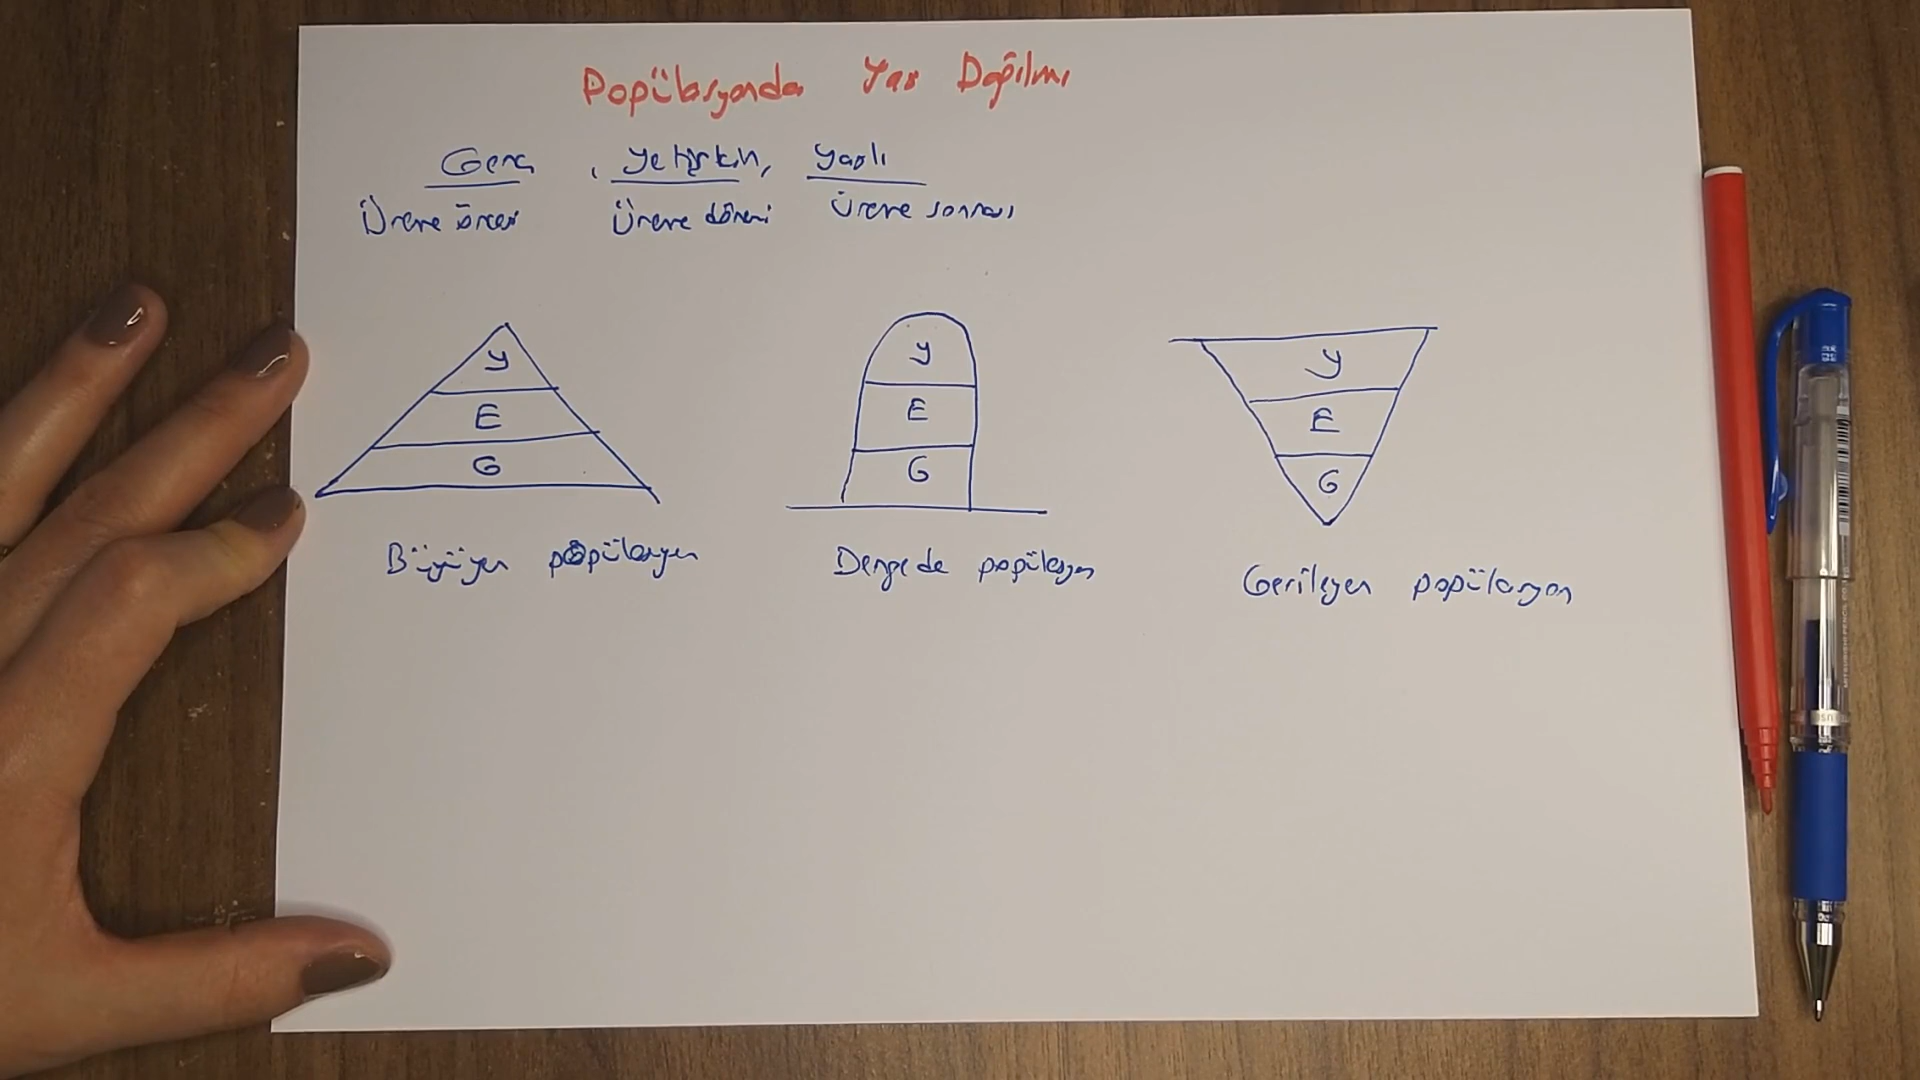 Popülasyonda Yaş Dağılımı
Genç, Yetişkin, Yaşlı
Üreme öncesi Üreme dönemi Üreme sonrası
Y Y Y
E E E
G G G
Büyüyen popülasyon Dengede popülasyon Gerileyen popülasyon